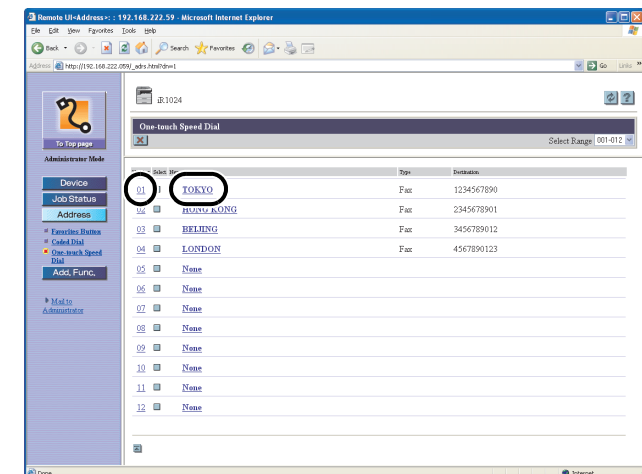 Remote UI<Address>: : 192.168.222.59 - Microsoft Internet Explorer
File Edit View Favorites Tools Help
Back Search Favorites
Address http://192.168.222.059/_adrs.html?drw=1 Go Links
iR1024
To Top page
Administrator Mode
One-touch Speed Dial
Select Range 001-012
Device
Job Status
Address
Favorites Button
Coded Dial
One-touch Speed
Dial
Add. Func.
Mail to
Administrator
Select Type Destination
01 TOKYO Fax 1234567890
02 HONG KONG Fax 2345678901
03 BEIJING Fax 3456789012
04 LONDON Fax 4567890123
05 None
06 None
07 None
08 None
09 None
10 None
11 None
12 None
Done Internet